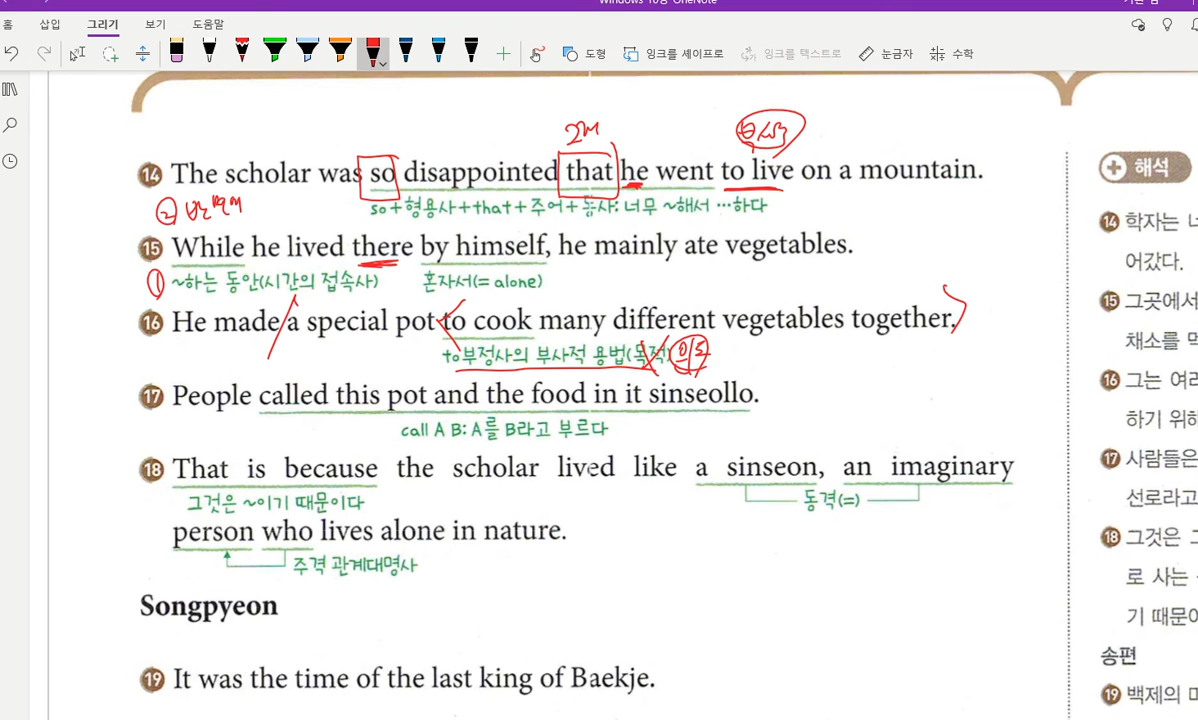 Windows 10용 OneNote
홈 삽입 그리기 보기 도움말
도형 잉크를 셰이프로 잉크를 텍스트로 눈금자 수학
⑭ The scholar was so disappointed that he went to live on a mountain.
so+형용사+that+주어+동사: 너무 ~해서 …하다
②
⑮ While he lived there by himself, he mainly ate vegetables.
① ~하는 동안(시간의 접속사) 혼자서(= alone)
⑯ He made a special pot to cook many different vegetables together.
to부정사의 부사적 용법(목적)
⑰ People called this pot and the food in it sinseollo.
call A B: A를 B라고 부르다
⑱ That is because the scholar lived like a sinseon, an imaginary
그것은 ~이기 때문이다 동격(=)
person who lives alone in nature.
주격 관계대명사
Songpyeon
⑲ It was the time of the last king of Baekje.
해석
⑭ 학자는 너
어갔다.
⑮ 그곳에서
채소를 먹
⑯ 그는 여러
하기 위해
⑰ 사람들은
선로라고
⑱ 그것은 그
로 사는
기 때문이
송편
⑲ 백제의 마